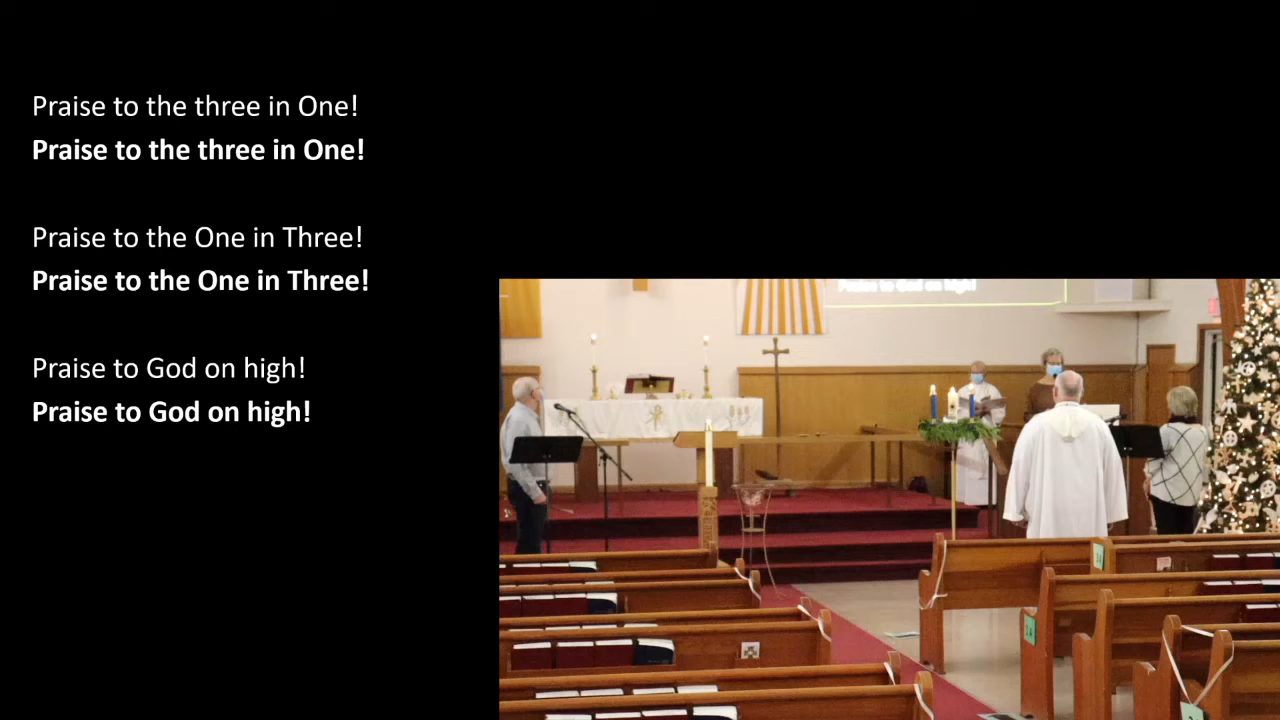 Praise to the three in One!
Praise to the three in One!
Praise to the One in Three!
Praise to the One in Three!
Praise to God on high!
Praise to God on high!
Praise to God on high!